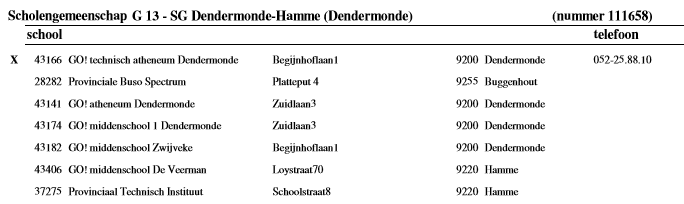 Scholengemeenschap G 13 - SG Dendermonde-Hamme (Dendermonde) (nummer 111658)
school telefoon
X 43166 GO! technisch atheneum Dendermonde Begijnhoflaan1 9200 Dendermonde 052-25.88.10
28282 Provinciale Buso Spectrum Platteput 4 9255 Buggenhout
43141 GO! atheneum Dendermonde Zuidlaan3 9200 Dendermonde
43174 GO! middenschool 1 Dendermonde Zuidlaan3 9200 Dendermonde
43182 GO! middenschool Zwijveke Begijnhoflaan1 9200 Dendermonde
43406 GO! middenschool De Veerman Loystraat70 9220 Hamme
37275 Provinciaal Technisch Instituut Schoolstraat8 9220 Hamme